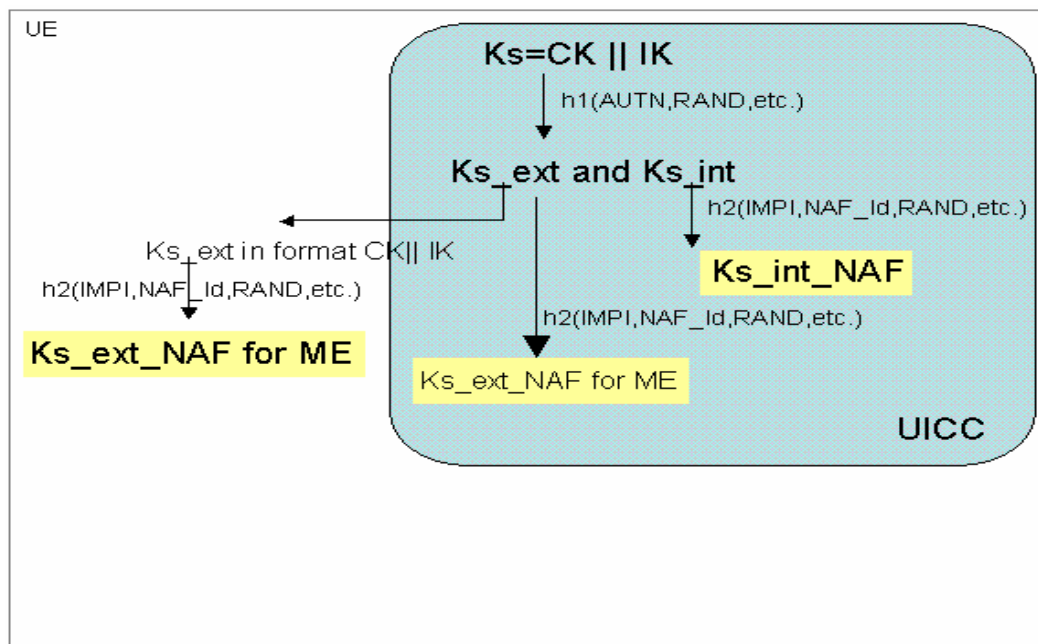 UE
Ks=CK || IK
h1(AUTN,RAND,etc.)
Ks_ext and Ks_int
h2(IMPI,NAF_Id,RAND,etc.)
Ks_ext in format CK|| IK
Ks_int_NAF
h2(IMPI,NAF_Id,RAND,etc.)
h2(IMPI,NAF_Id,RAND,etc.)
Ks_ext_NAF for ME
Ks_ext_NAF for ME
UICC